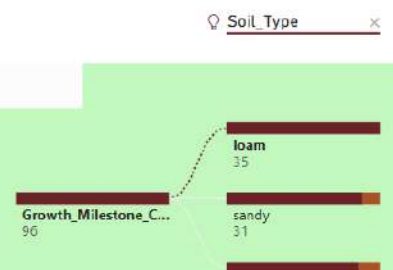 Soil_Type ×
loam
35
Growth_Milestone_C...
96
sandy
31